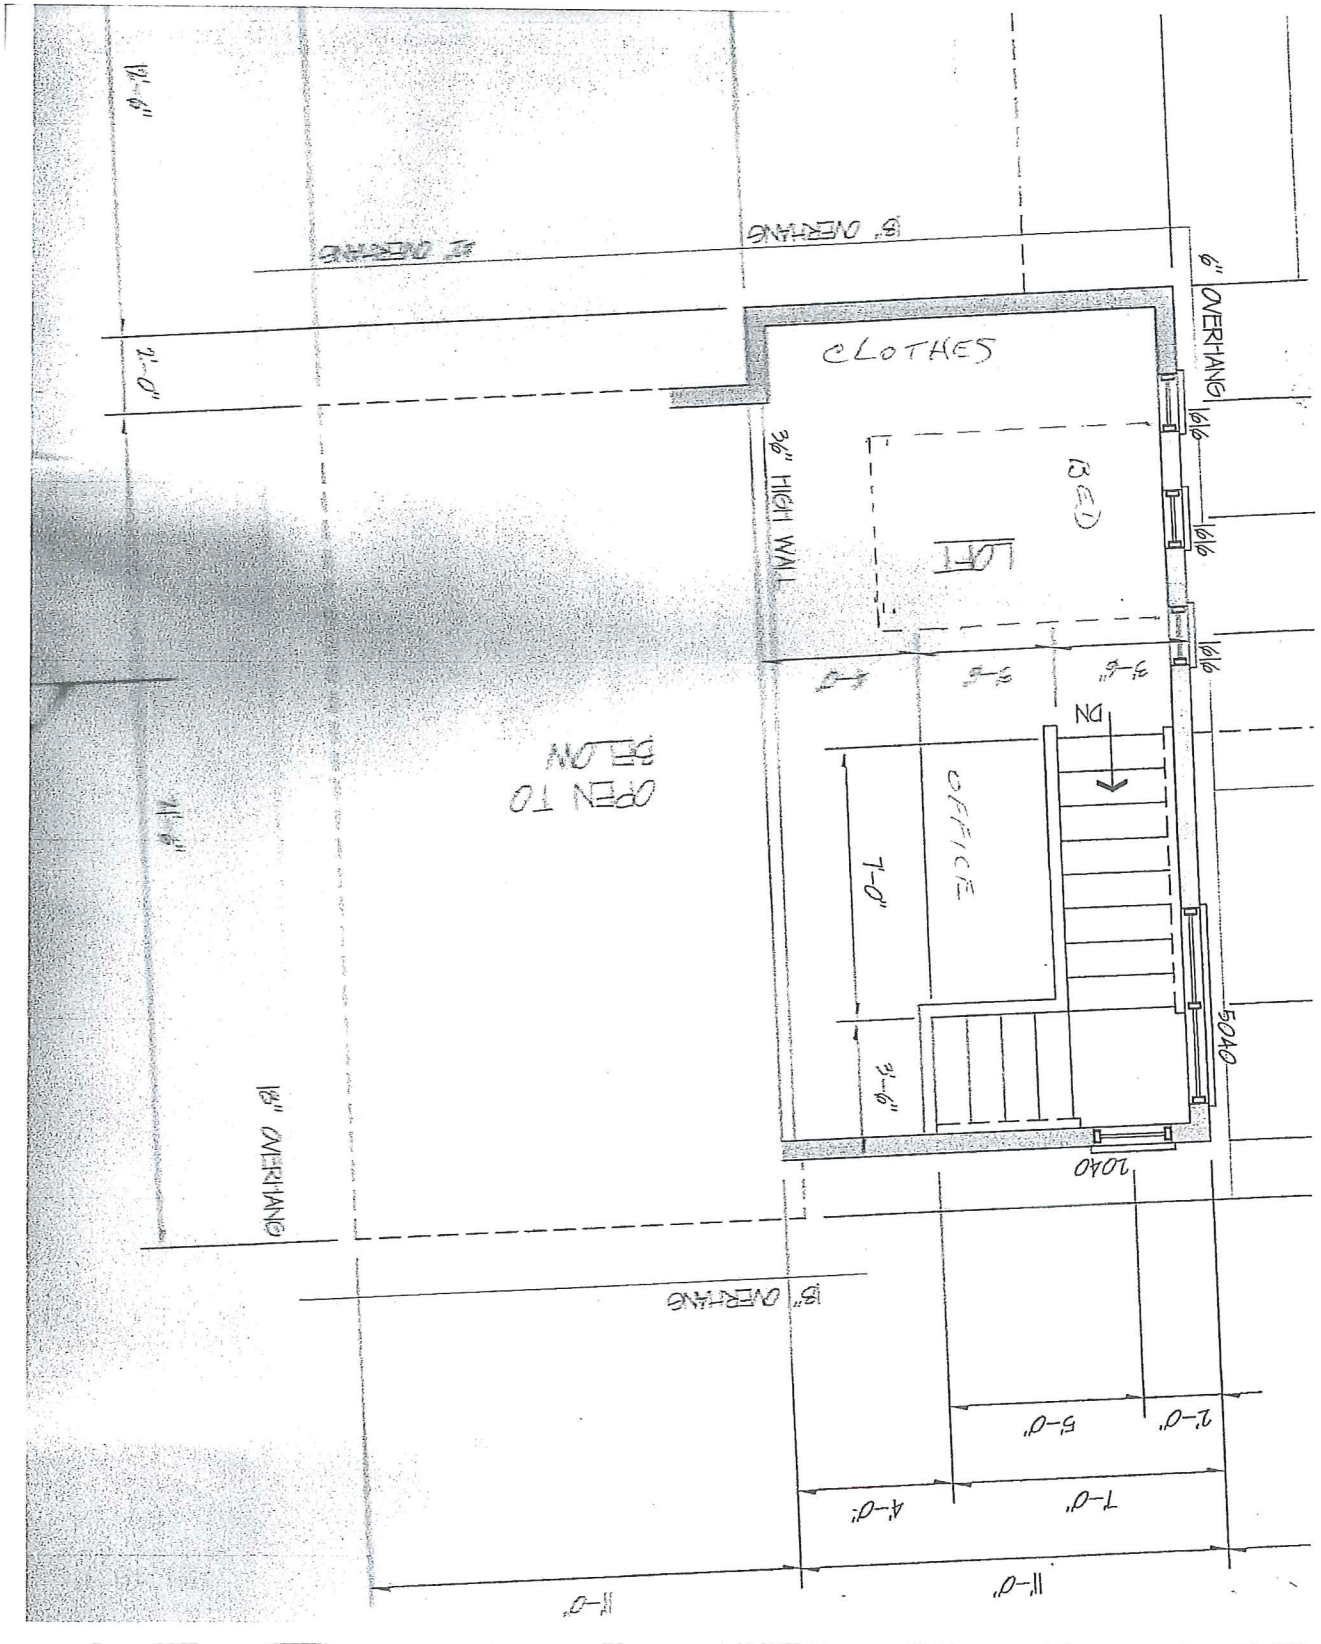 12'-6"
18" OVERHANG
18" OVERHANG
6" OVERHANG
2'-0"
CLOTHES
1616
36" HIGH WALL
BED
1616
LOFT
1616
4'-0"
3'-6"
3'-6"
DN
OPEN TO
BELOW
OFFICE
7'-0"
21'-6"
5040
3'-6"
18" OVERHANG
2040
18" OVERHANG
5'-0"
2'-0"
4'-0"
7'-0"
11'-0"
11'-0"